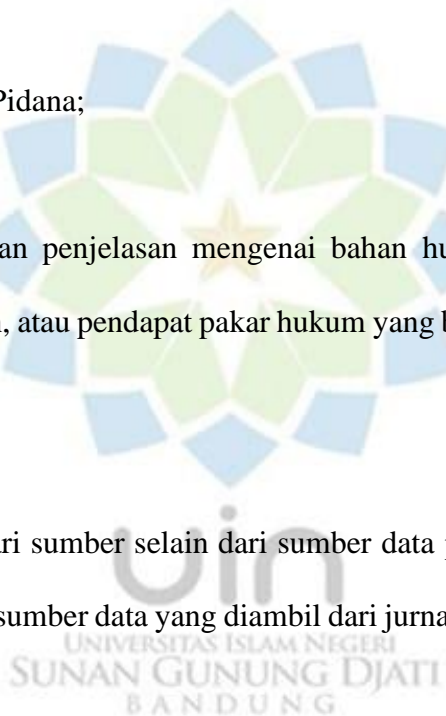 Pidana;
an penjelasan mengenai bahan hu
, atau pendapat pakar hukum yang b
ri sumber selain dari sumber data
sumber data yang diambil dari jurna
uin
UNIVERSITAS ISLAM NEGERI
SUNAN GUNUNG DJATI
BANDUNG